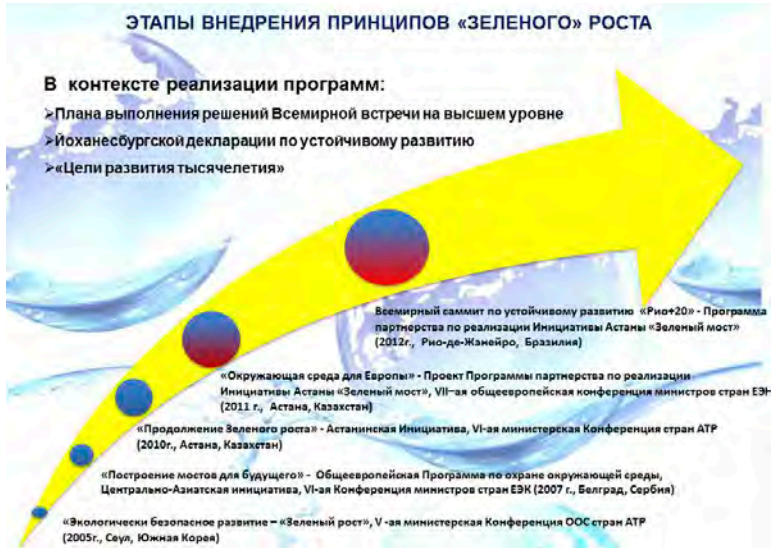 ЭТАПЫ ВНЕДРЕНИЯ ПРИНЦИПОВ «ЗЕЛЕНОГО» РОСТА
В контексте реализации программ:
➢Плана выполнения решений Всемирной встречи на высшем уровне
➢Йоханесбургской декларации по устойчивому развитию
➢«Цели развития тысячелетия»
Всемирный саммит по устойчивому развитию «Рио+20» - Программа
партнерства по реализации Инициативы Астаны «Зеленый мост»
(2012г., Рио-де-Жанейро, Бразилия)
«Окружающая среда для Европы» - Проект Программы партнерства по реализации
Инициативы Астаны «Зеленый мост», VII–ая общеевропейская конференция министров стран ЕЭК
(2011 г., Астана, Казахстан)
«Продолжение Зеленого роста» - Астанинская Инициатива, VI-ая министерская Конференция стран АТР
(2010г., Астана, Казахстан)
«Построение мостов для будущего» - Общеевропейская Программа по охране окружающей среды,
Центрально-Азиатская инициатива, VI-ая Конференция министров стран ЕЭК (2007 г., Белград, Сербия)
«Экологически безопасное развитие – «Зеленый рост», V -ая министерская Конференция ООС стран АТР
(2005г., Сеул, Южная Корея)